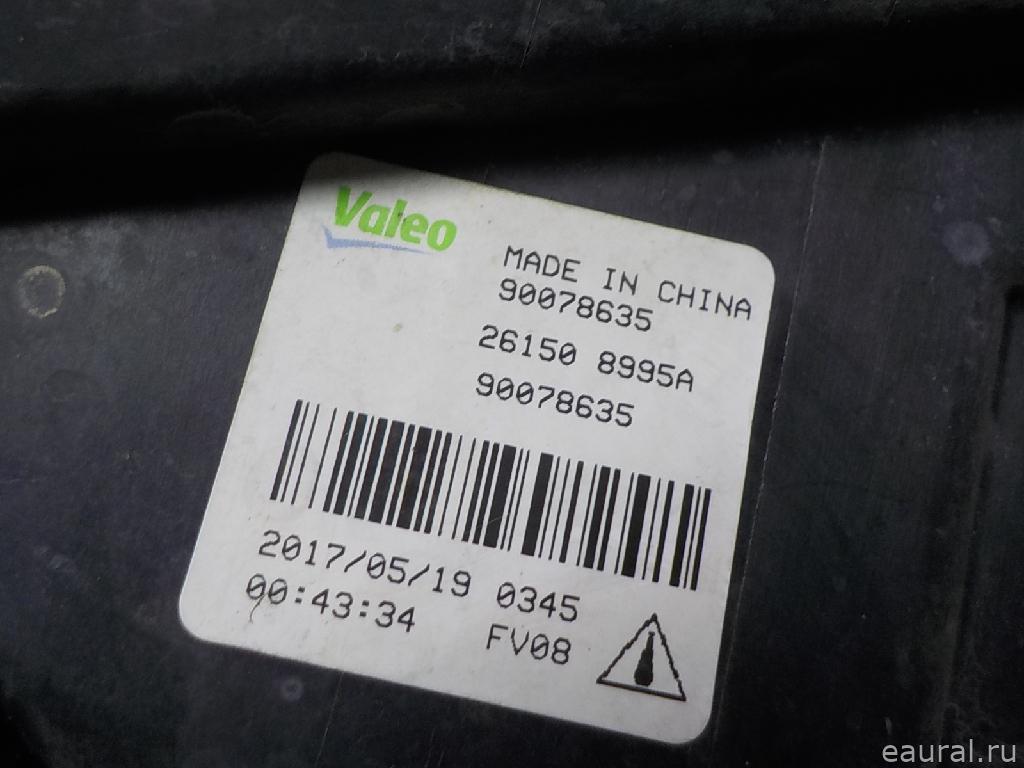 Valeo
MADE IN CHINA
90078635
26150 8995A
90078635
2017/05/19 0345
00:43:34 FV08
eaural.ru